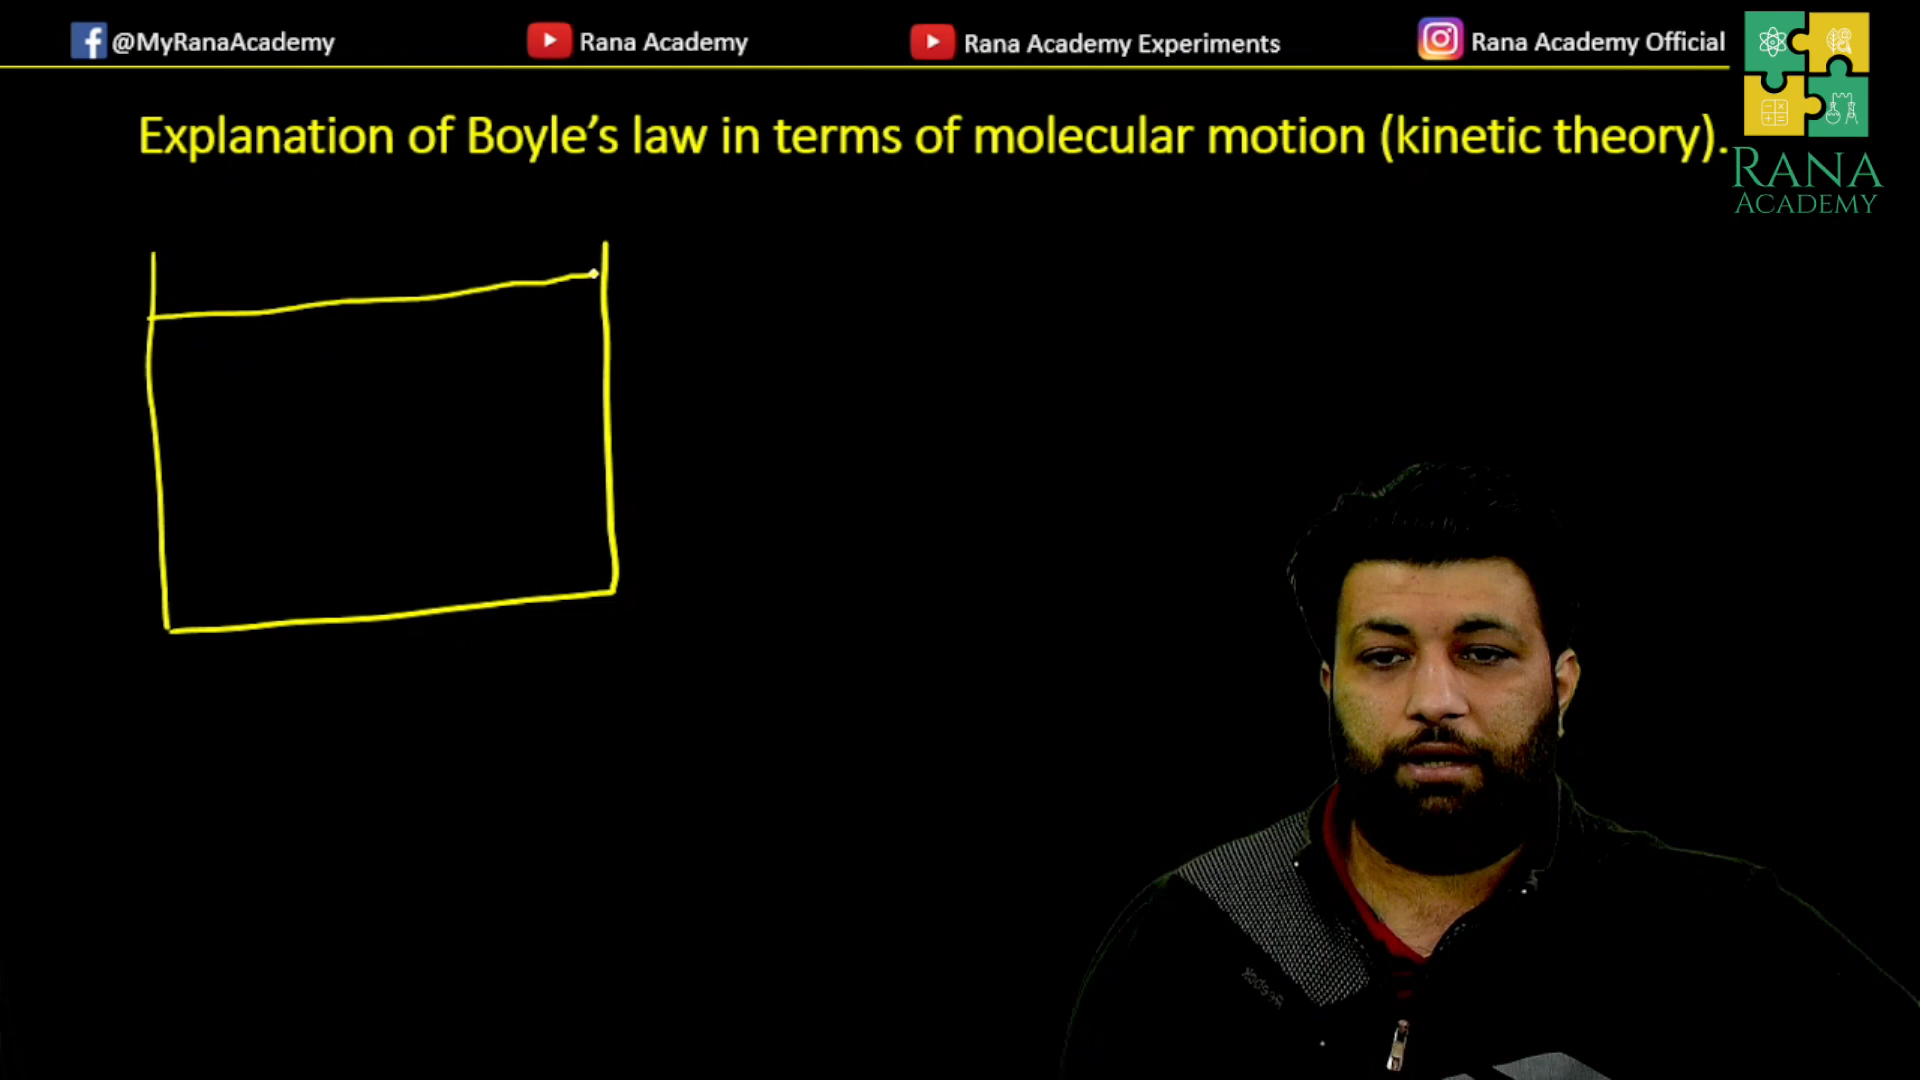 @MyRanaAcademy
Rana Academy
Rana Academy Experiments
Rana Academy Official
Explanation of Boyle’s law in terms of molecular motion (kinetic theory).
RANA
ACADEMY